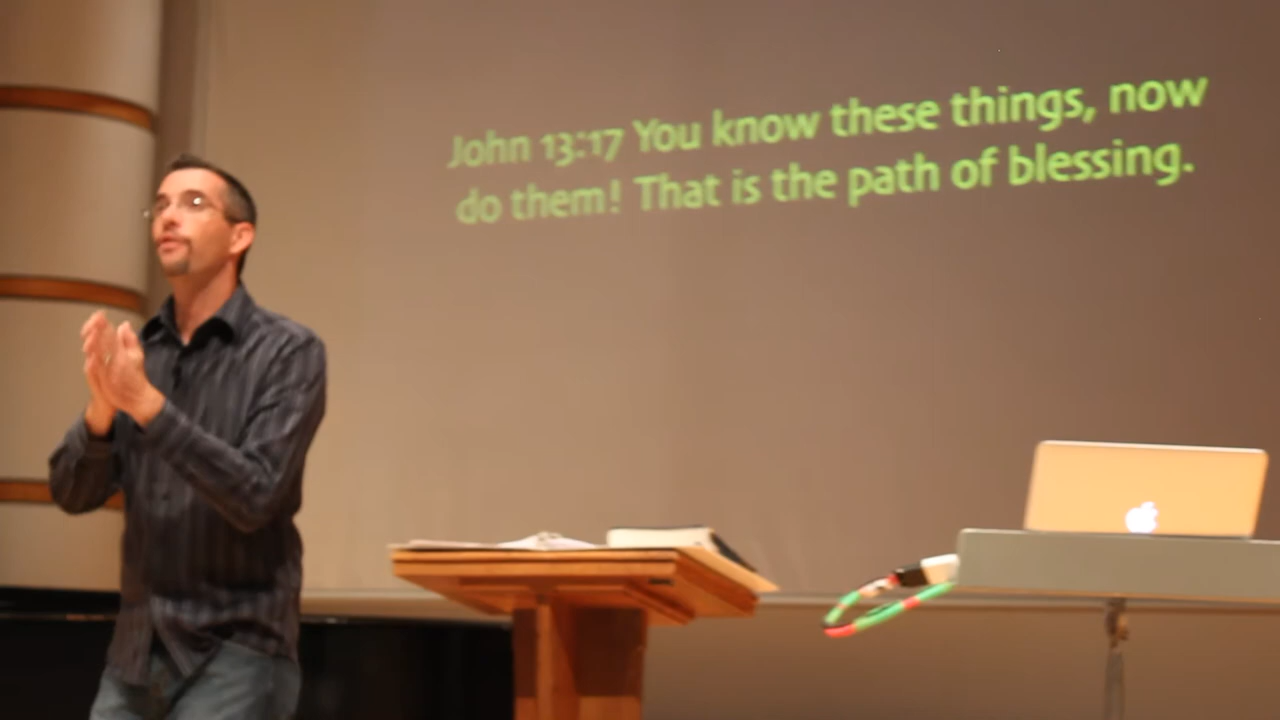 John 13:17 You know these things, now
do them! That is the path of blessing.